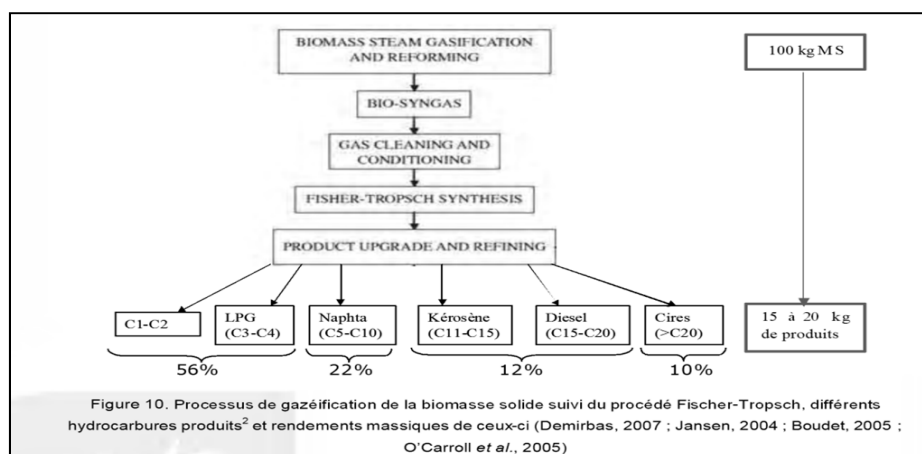 BIOMASS STEAM GASIFICATION
AND REFORMING
100 kg MS
BIO-SYNGAS
GAS CLEANING AND
CONDITIONING
FISHER-TROPSCH SYNTHESIS
PRODUCT UPGRADE AND REFINING
C1-C2
LPG
(C3-C4)
Naphta
(C5-C10)
Kérosène
(C11-C15)
Diesel
(C15-C20)
Cires
(>C20)
15 à 20 kg
de produits
56%
22%
12%
10%
Figure 10. Processus de gazéification de la biomasse solide suivi du procédé Fischer-Tropsch, différents
hydrocarbures produits² et rendements massiques de ceux-ci (Demirbas, 2007 ; Jansen, 2004 ; Boudet, 2005 ;
O'Carroll et al., 2005)